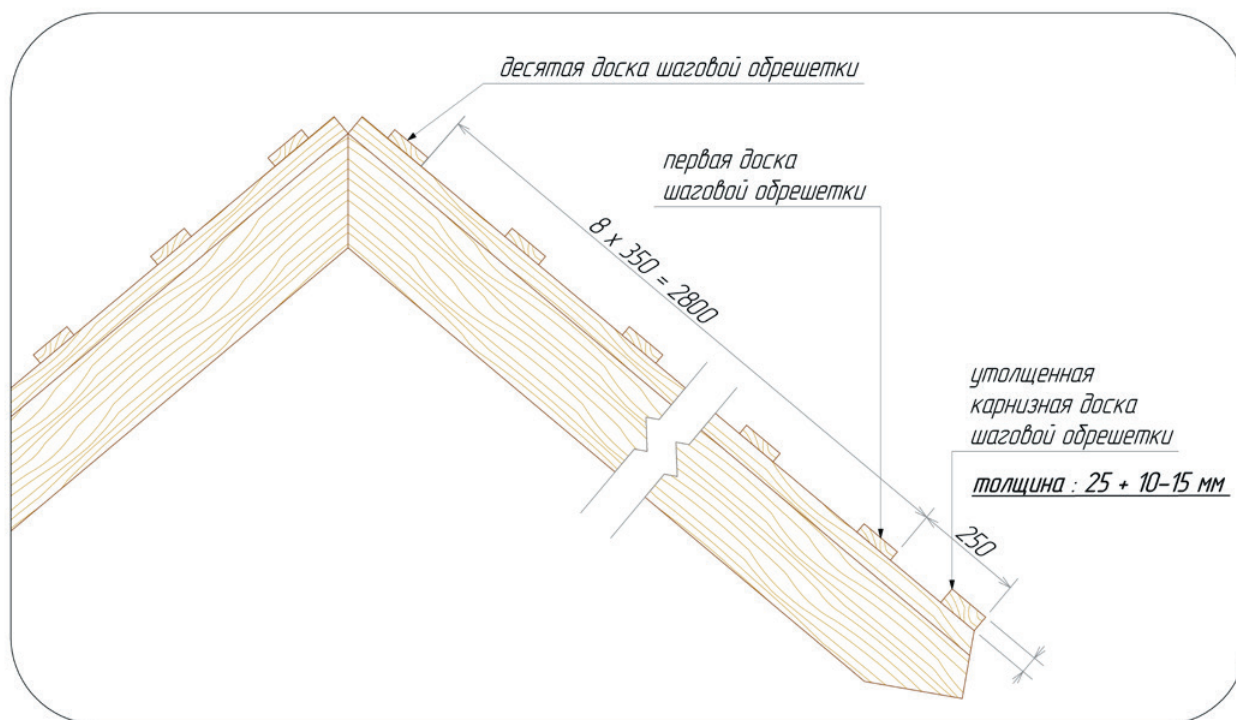 десятая доска шаговой обрешетки
первая доска
шаговой обрешетки
8 x 350 = 2800
утолщенная
карнизная доска
шаговой обрешетки
толщина : 25 + 10-15 мм
250